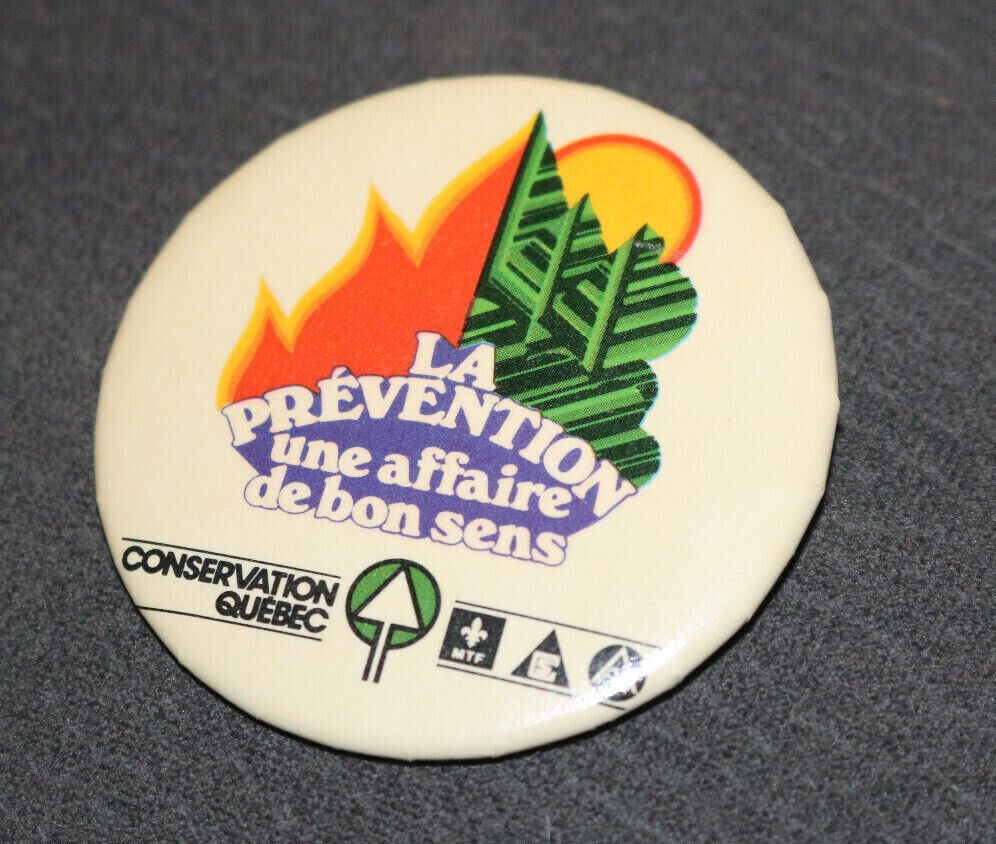 LA
PRÉVENTION
une affaire
de bon sens
CONSERVATION
QUÉBEC
MTF